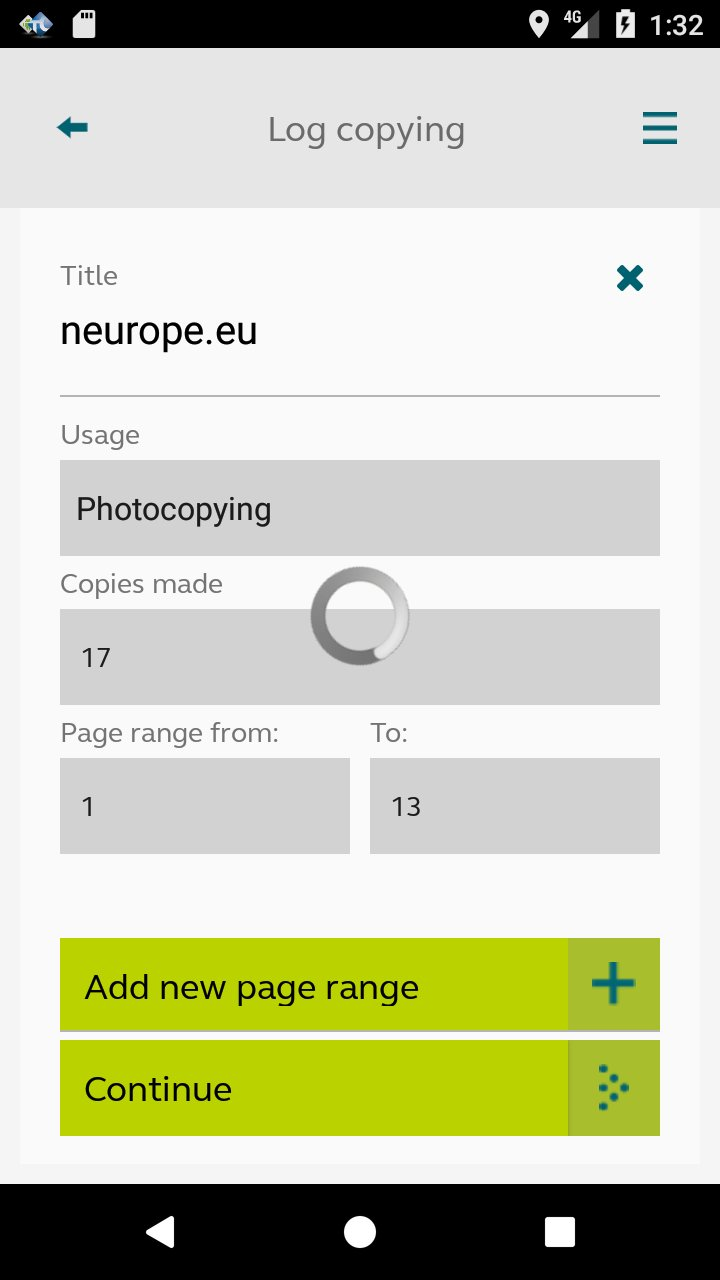 4G 1:32
Log copying
Title
neurope.eu
Usage
Photocopying
Copies made
17
Page range from: To:
1 13
Add new page range
Continue